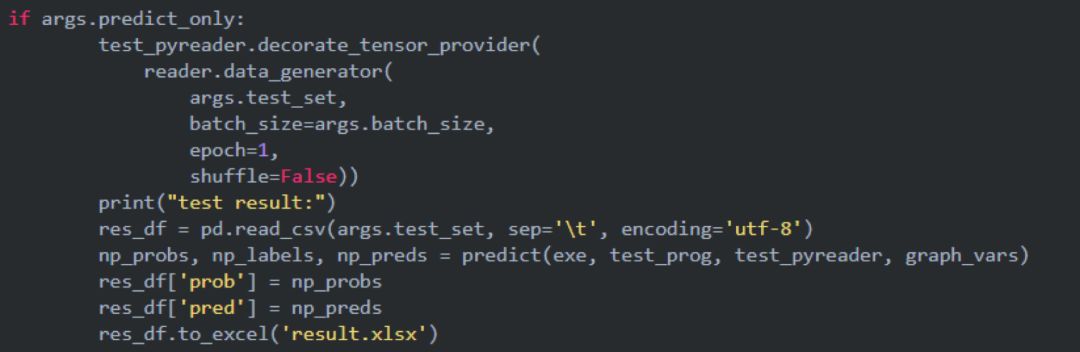 if args.predict_only:
        test_pyreader.decorate_tensor_provider(
            reader.data_generator(
                args.test_set,
                batch_size=args.batch_size,
                epoch=1,
                shuffle=False))
        print("test result:")
        res_df = pd.read_csv(args.test_set, sep='\t', encoding='utf-8')
        np_probs, np_labels, np_preds = predict(exe, test_prog, test_pyreader, graph_vars)
        res_df['prob'] = np_probs
        res_df['pred'] = np_preds
        res_df.to_excel('result.xlsx')